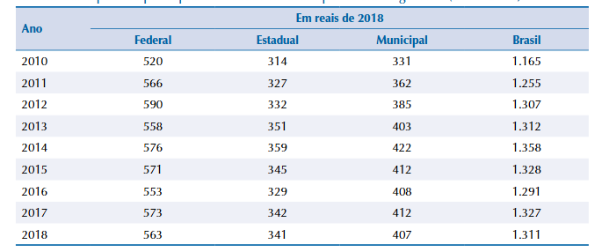 Em reais de 2018
Ano
Federal Estadual Municipal Brasil
2010 520 314 331 1.165
2011 566 327 362 1.255
2012 590 332 385 1.307
2013 558 351 403 1.312
2014 576 359 422 1.358
2015 571 345 412 1.328
2016 553 329 408 1.291
2017 573 342 412 1.327
2018 563 341 407 1.311